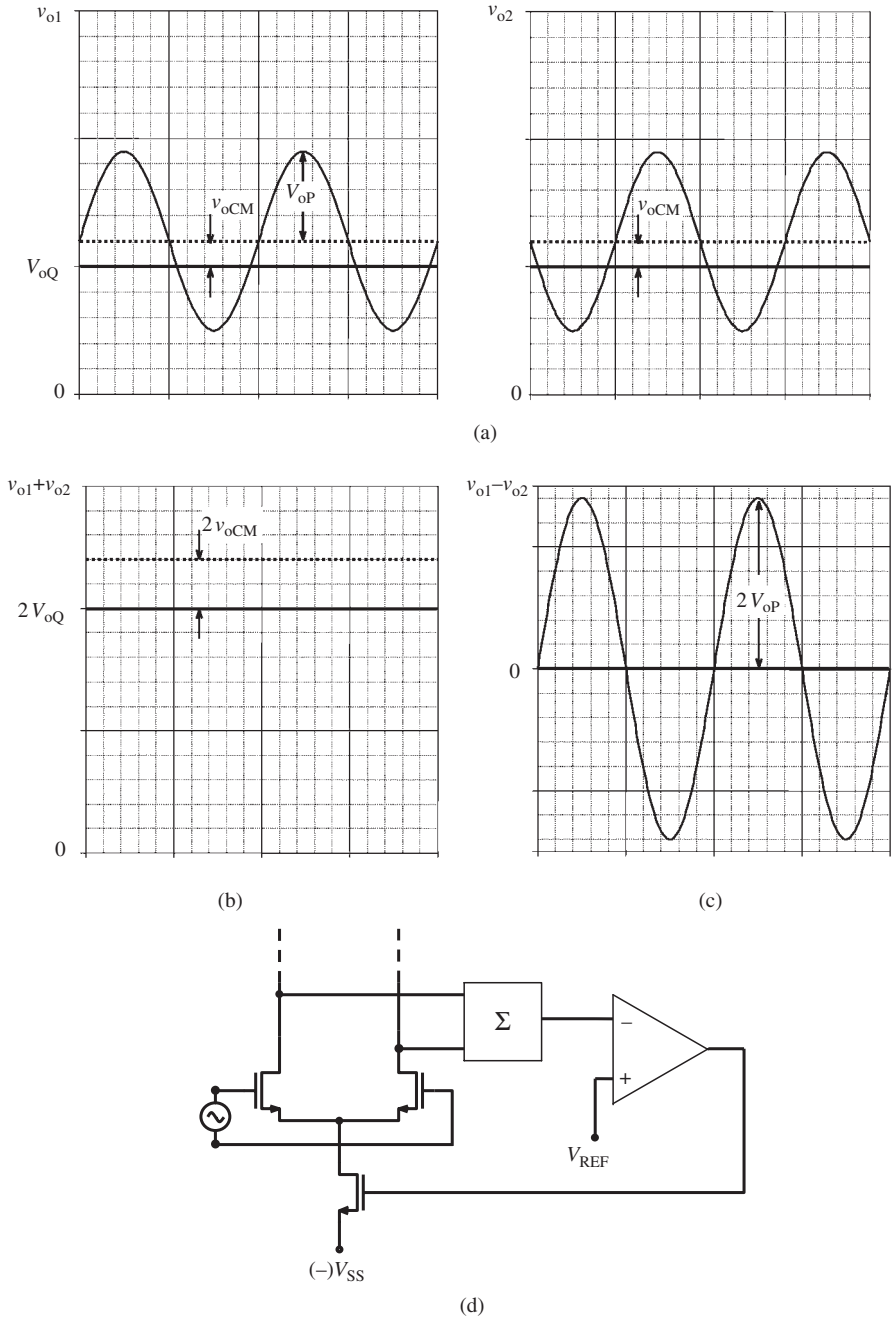 v_o1
v_oCM
V_oP
V_oQ
0
v_o2
v_oCM
0
(a)
v_o1+v_o2
2 v_oCM
2 V_oQ
0
(b)
v_o1−v_o2
2 V_oP
0
(c)
Σ
−
+
V_REF
(−)V_SS
(d)